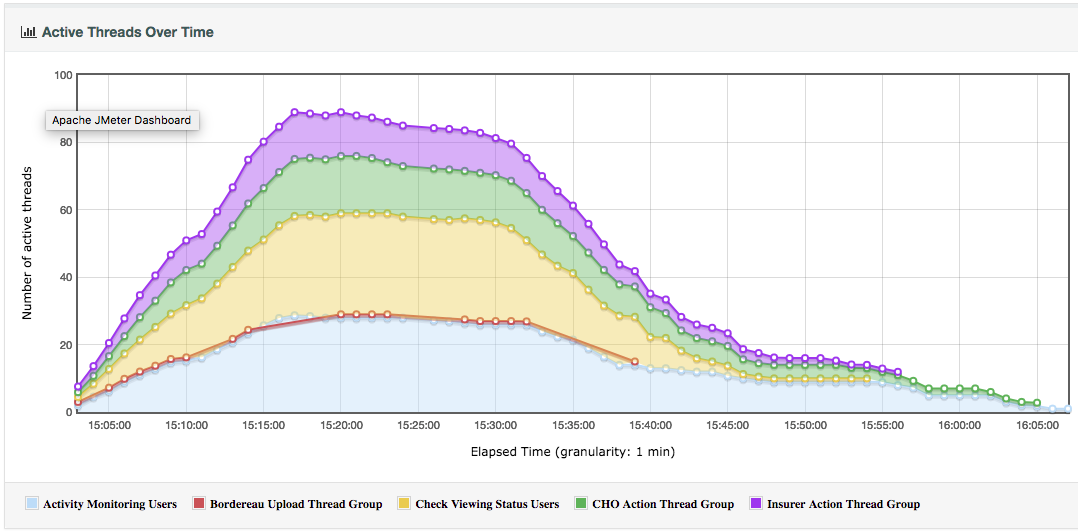 Active Threads Over Time
Apache JMeter Dashboard
Number of active threads
100
80
60
40
20
0
15:05:00 15:10:00 15:15:00 15:20:00 15:25:00 15:30:00 15:35:00 15:40:00 15:45:00 15:50:00 15:55:00 16:00:00 16:05:00
Elapsed Time (granularity: 1 min)
Activity Monitoring Users Bordereau Upload Thread Group Check Viewing Status Users CHO Action Thread Group Insurer Action Thread Group